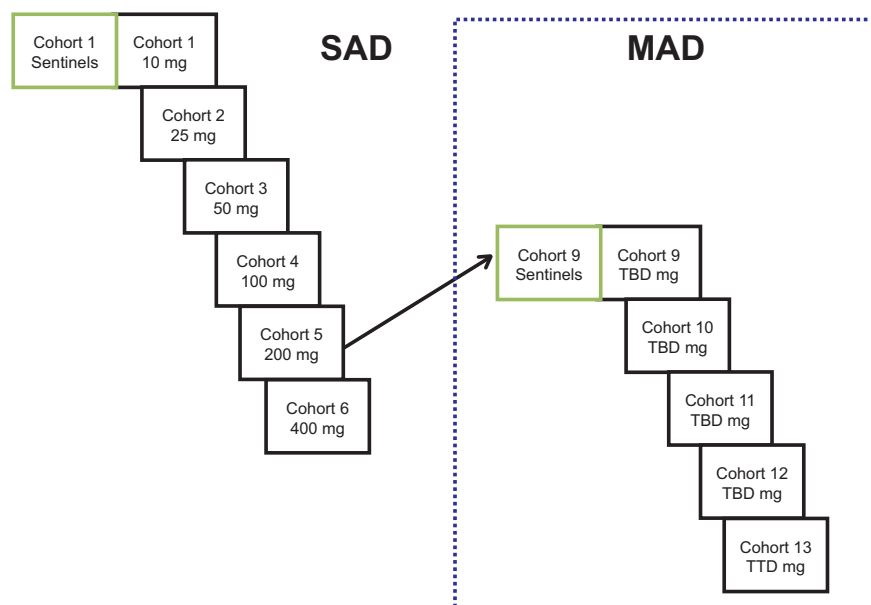 SAD
Cohort 1
Sentinels
Cohort 1
10 mg
Cohort 2
25 mg
Cohort 3
50 mg
Cohort 4
100 mg
Cohort 5
200 mg
Cohort 6
400 mg
MAD
Cohort 9
Sentinels
Cohort 9
TBD mg
Cohort 10
TBD mg
Cohort 11
TBD mg
Cohort 12
TBD mg
Cohort 13
TTD mg